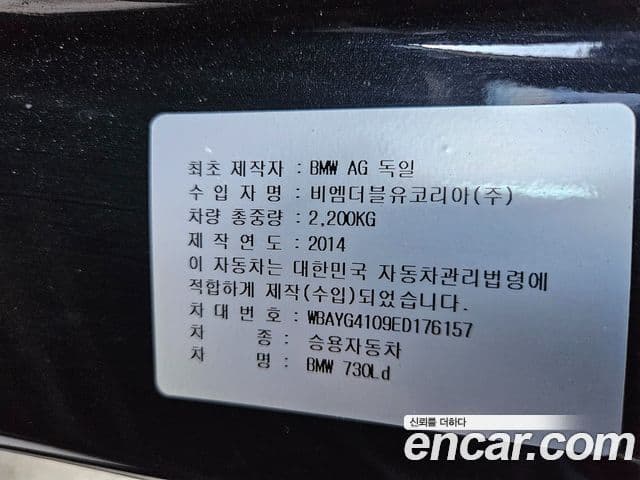 최초 제작자 : BMW AG 독일
수 입 자 명 : 비엠더블유코리아(주)
차량 총중량 : 2,200KG
제 작 연 도 : 2014
이 자동차는 대한민국 자동차관리법령에
적합하게 제작(수입)되었습니다.
차 대 번 호 : WBAYG4109ED176157
차 종 : 승용자동차
차 명 : BMW 730Ld
신뢰를 더하다
encar.com